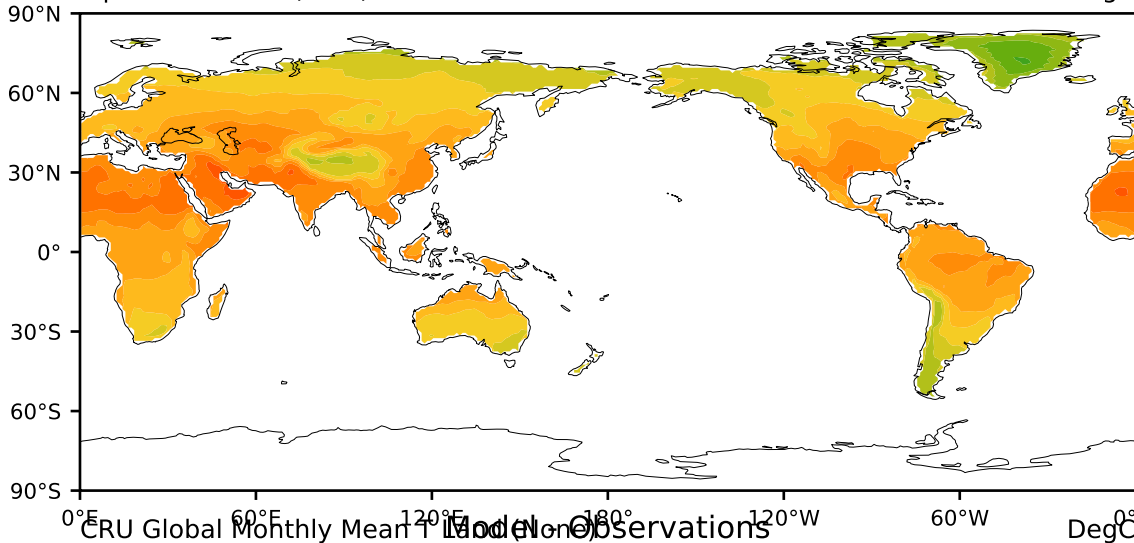 90°N
60°N
30°N
0°
30°S
60°S
90°S
0°E 60°E 120°E 180° 120°W 60°W 0°
CRU Global Monthly Mean T Land (None) Model - Observations DegC